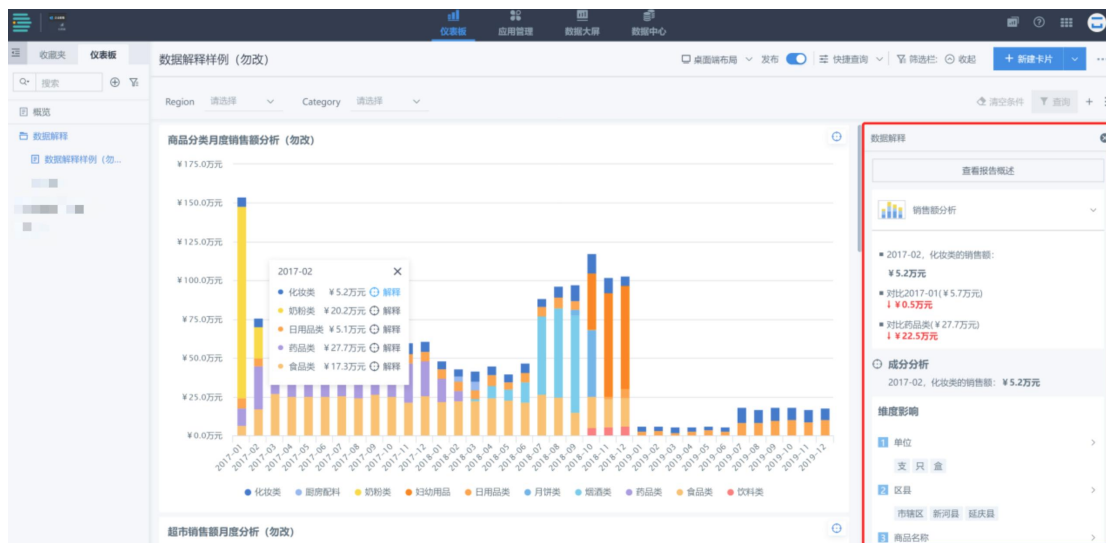 仪表板
应用管理
数据大屏
数据中心
收藏夹
仪表板
搜索
概览
数据解释
数据解释样例（勿...
数据解释样例（勿改）
桌面端布局
发布
快捷查询
筛选栏:
收起
+ 新建卡片
Region 请选择
Category 请选择
清空条件
查询
商品分类月度销售额分析（勿改）
¥175.0万元
¥150.0万元
¥125.0万元
¥100.0万元
¥75.0万元
¥50.0万元
¥25.0万元
¥0.0万元
2017-02
化妆类 ¥5.2万元 解释
奶粉类 ¥20.2万元 解释
日用品类 ¥5.1万元 解释
药品类 ¥27.7万元 解释
食品类 ¥17.3万元 解释
2017-01
2017-02
2017-03
2017-04
2017-05
2017-06
2017-07
2017-08
2017-09
2017-10
2017-11
2017-12
2018-01
2018-02
2018-03
2018-04
2018-05
2018-06
2018-07
2018-08
2018-09
2018-10
2018-11
2018-12
2019-01
2019-02
2019-03
2019-04
2019-05
2019-06
2019-07
2019-08
2019-09
2019-10
2019-11
2019-12
化妆类 厨房配料 奶粉类 妇幼用品 日用品类 月饼类 烟酒类 药品类 食品类 饮料类
超市销售额月度分析（勿改）
数据解释
查看报告概述
销售额分析
2017-02，化妆类的销售额：
¥5.2万元
对比2017-01(¥5.7万元)
↓¥0.5万元
对比药品类(¥27.7万元)
↓¥22.5万元
成分分析
2017-02，化妆类的销售额：¥5.2万元
维度影响
1 单位
支 只 盒
2 区县
市辖区 新河县 延庆县
3 商品名称